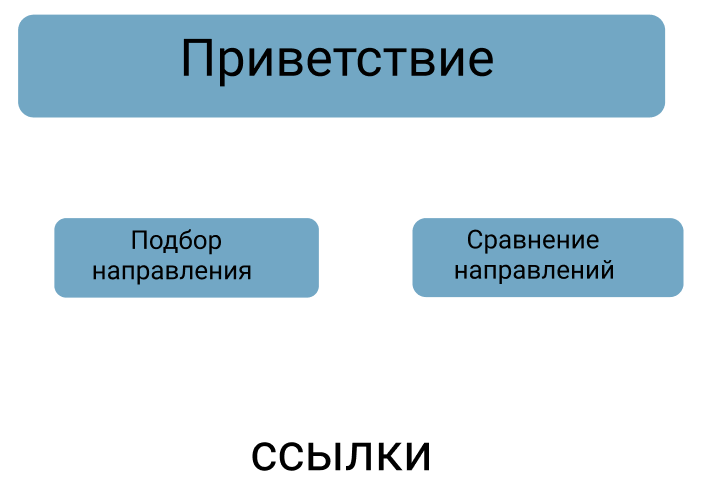 Приветствие
Подбор
направления
Сравнение
направлений
ссылки